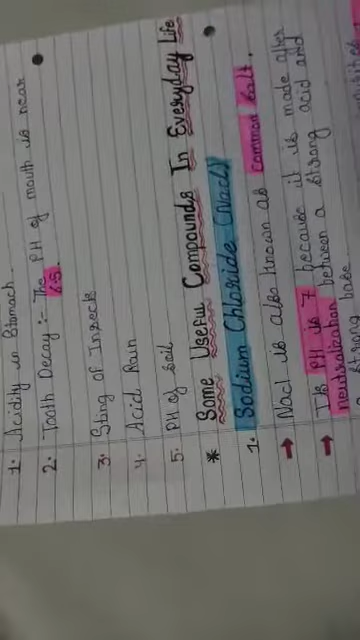 1. Acidity in Stomach
2. Tooth Decay :- The PH of mouth is near
6.5.
3. Sting of Insects
4. Acid Rain
5. PH of Soil
* Some Useful Compounds In Everyday Life
1. Sodium Chloride (Nacl)
→ Nacl is also known as common salt.
→ Its PH is 7 because it is made after
neutralization between a strong acid and
a strong base